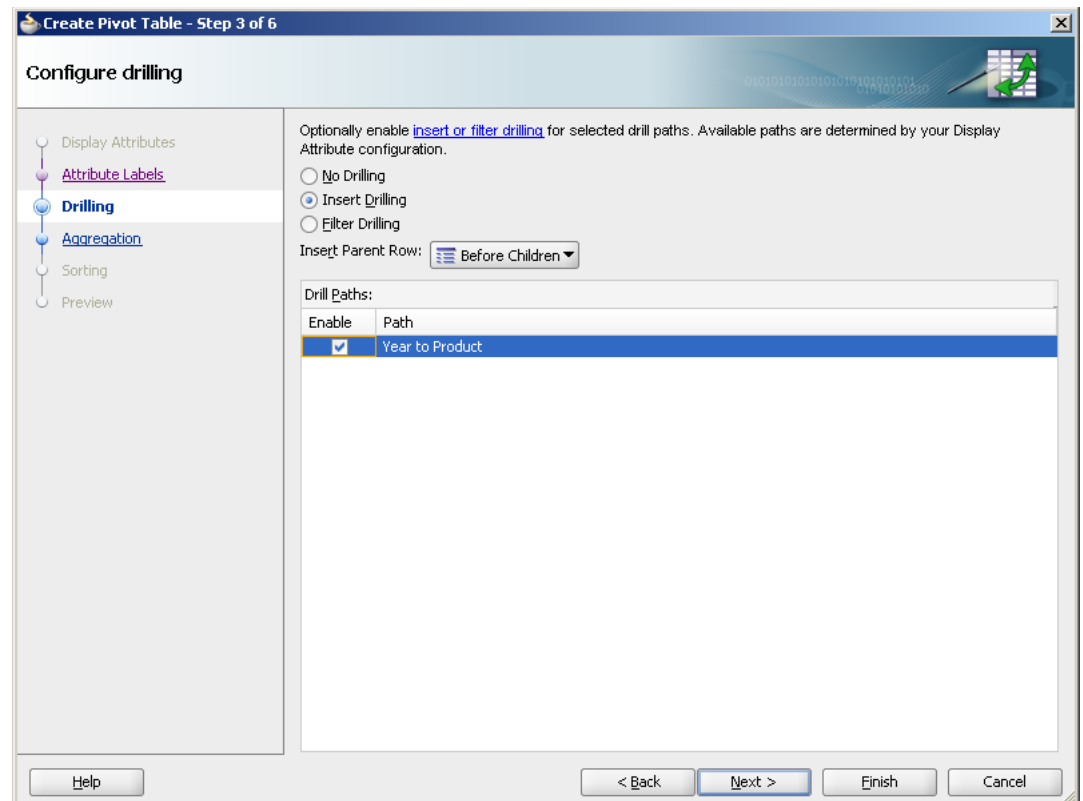 Create Pivot Table - Step 3 of 6
Configure drilling
010101010101010101010101
01010101010
Display Attributes
Attribute Labels
Drilling
Aggregation
Sorting
Preview
Optionally enable insert or filter drilling for selected drill paths. Available paths are determined by your Display
Attribute configuration.
No Drilling
Insert Drilling
Filter Drilling
Insert Parent Row: Before Children
Drill Paths:
Enable Path
Year to Product
Help < Back Next > Finish Cancel